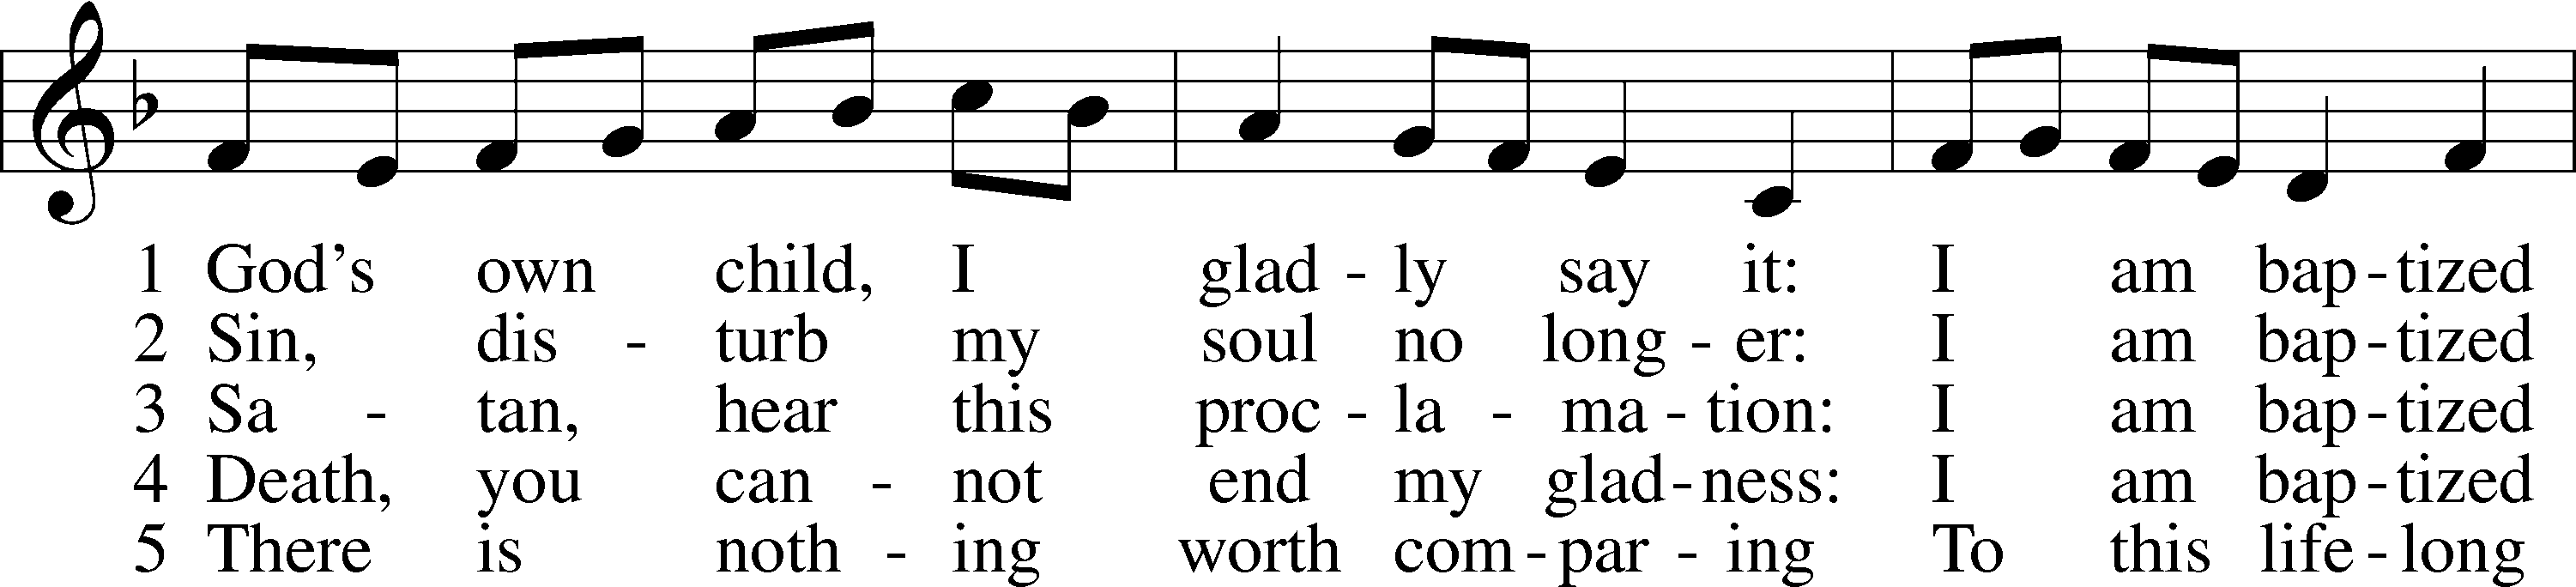 1 God's own child, I glad - ly say it: I am bap - tized
2 Sin, dis - turb my soul no long - er: I am bap - tized
3 Sa - tan, hear this proc - la - ma - tion: I am bap - tized
4 Death, you can - not end my glad - ness: I am bap - tized
5 There is noth - ing worth com - par - ing To this life - long